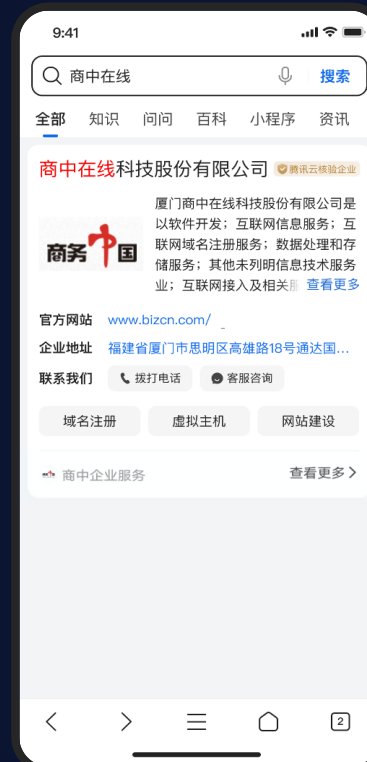 9:41
商中在线
搜索
全部 知识 问问 百科 小程序 资讯
商中在线科技股份有限公司 腾讯云核验企业
商务中国
厦门商中在线科技股份有限公司是
以软件开发；互联网信息服务；互
联网域名注册服务；数据处理和存
储服务；其他未列明信息技术服务
业；互联网接入及相关服 查看更多
官方网站 www.bizcn.com/ _
企业地址 福建省厦门市思明区高雄路18号通达国...
联系我们 拨打电话 客服咨询
域名注册 虚拟主机 网站建设
商中企业服务 查看更多
2